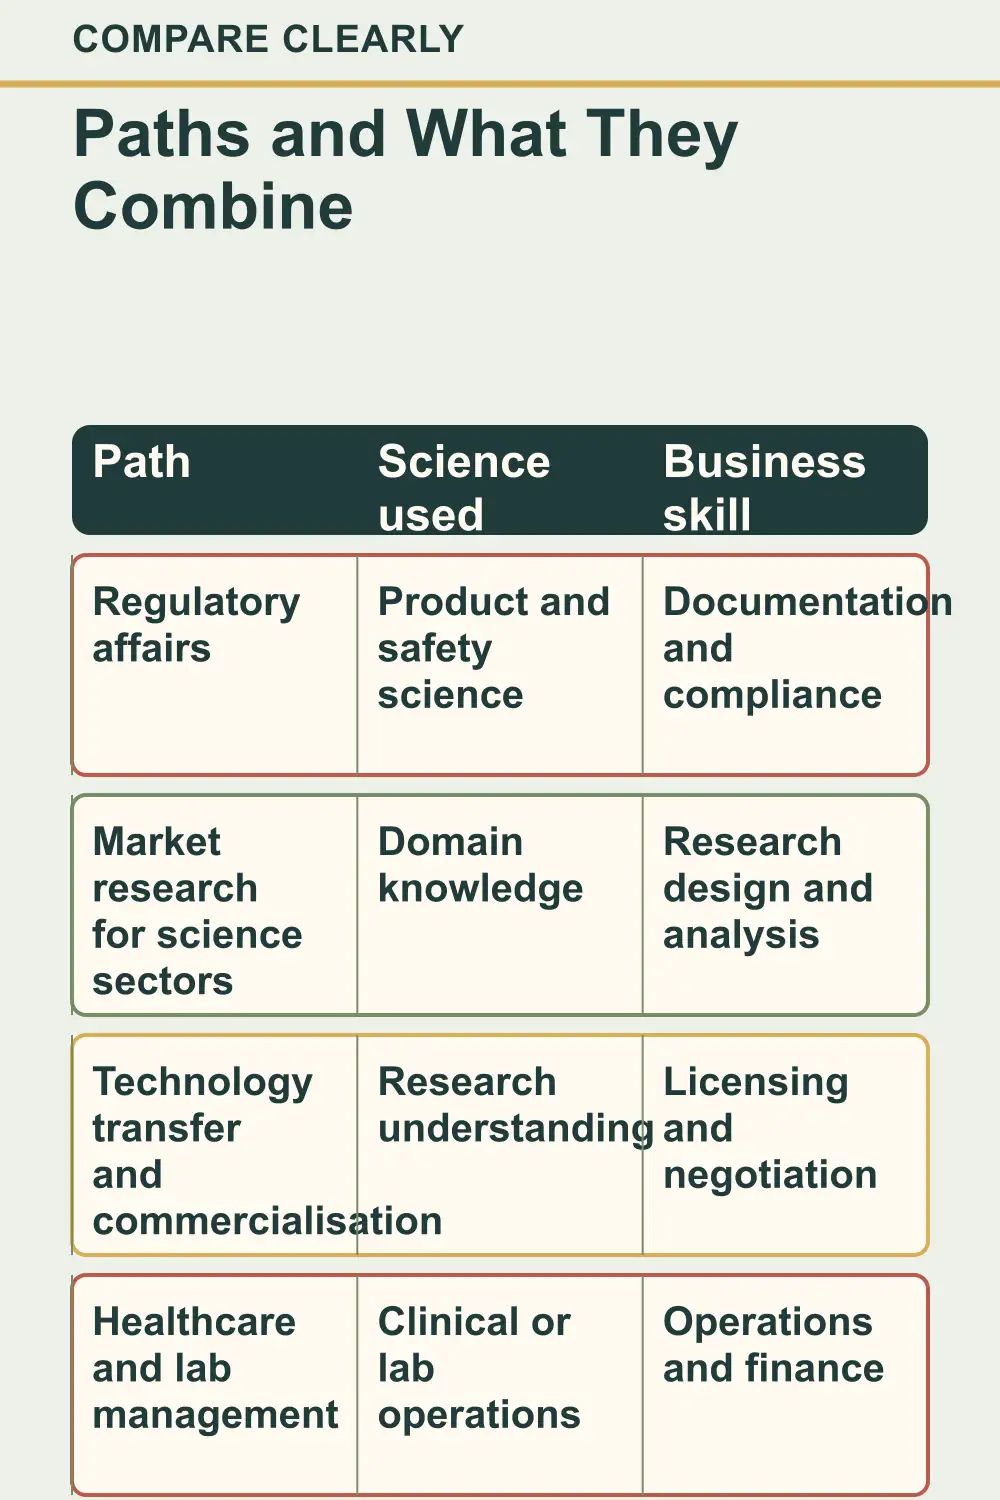 COMPARE CLEARLY
Paths and What They
Combine
Path
Science
used
Business
skill
Regulatory
affairs
Product and
safety
science
Documentation
and
compliance
Market
research
for science
sectors
Domain
knowledge
Research
design and
analysis
Technology
transfer
and
commercialisation
Research
understanding
Licensing
and
negotiation
Healthcare
and lab
management
Clinical or
lab
operations
Operations
and finance